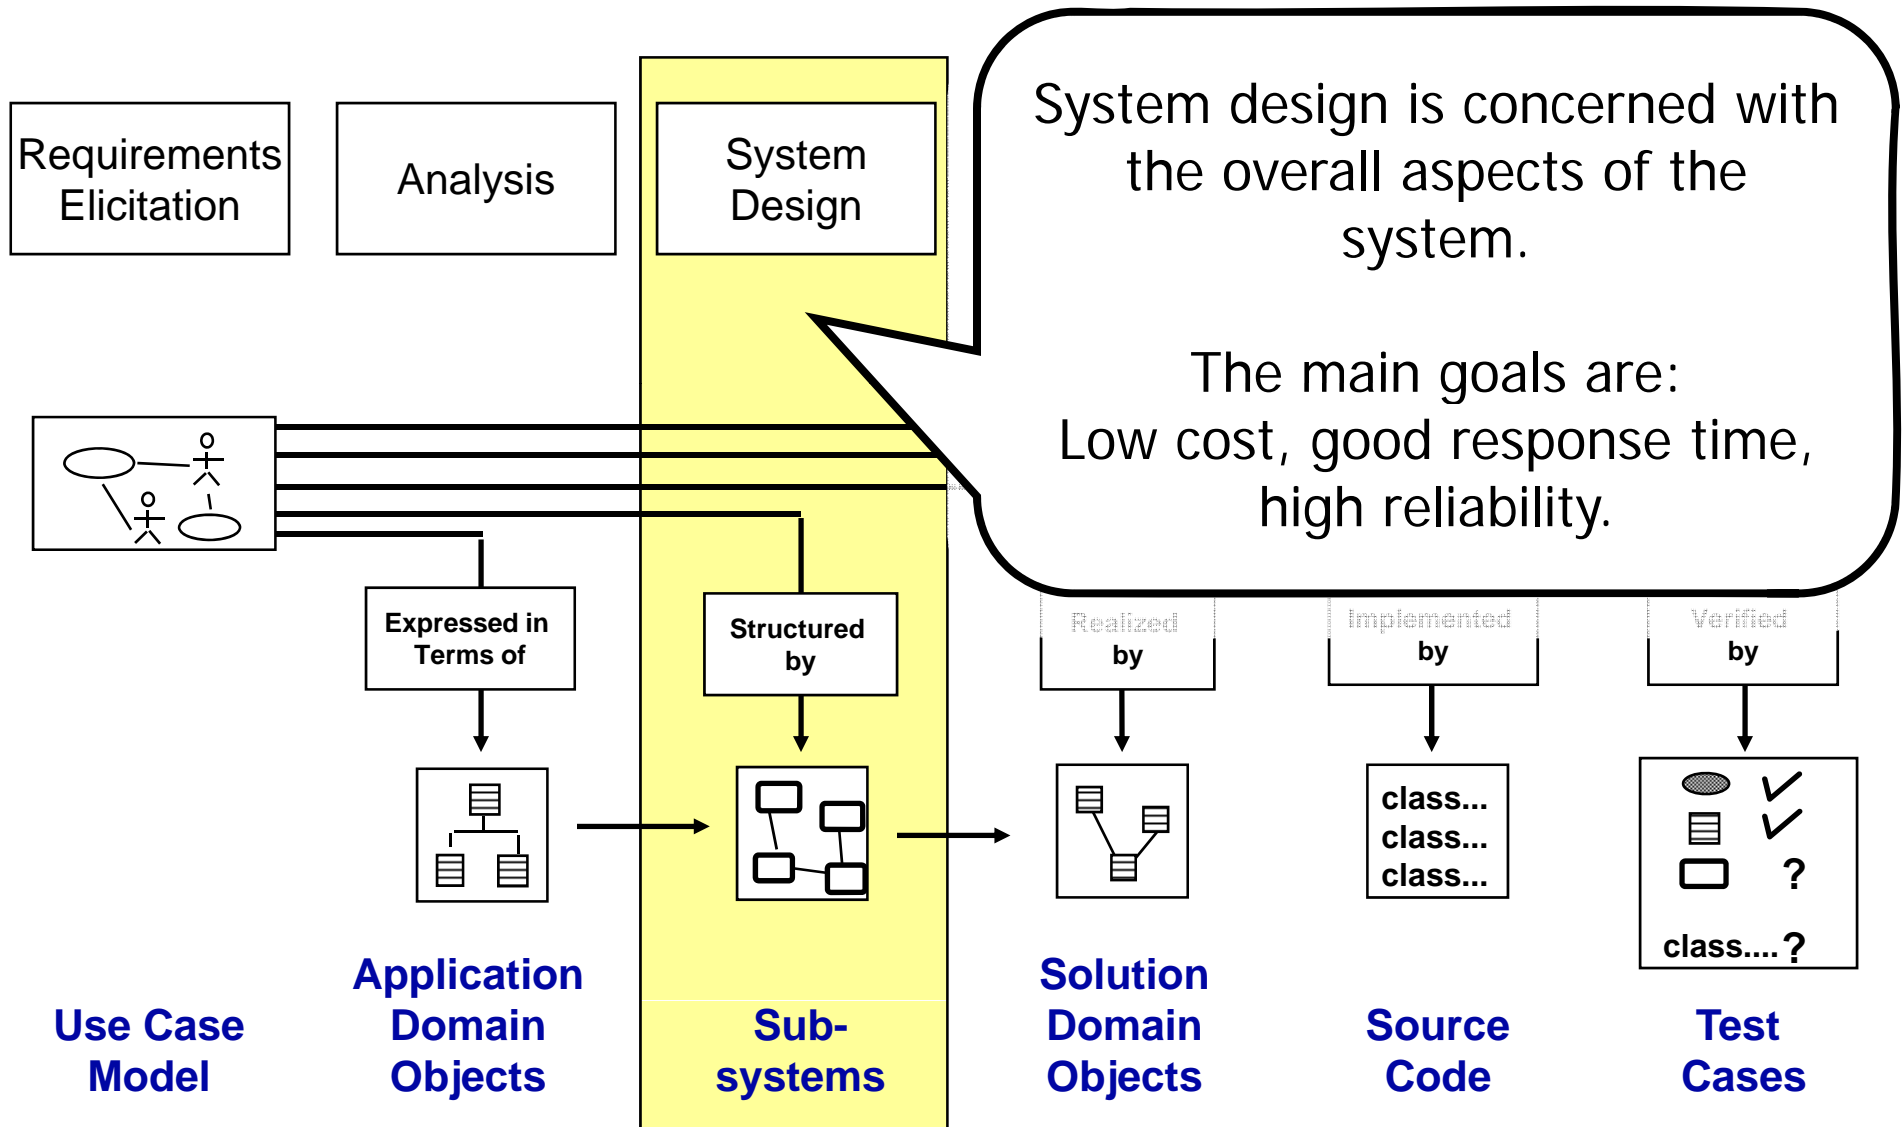 Requirements
Elicitation
Analysis
System
Design
System design is concerned with
the overall aspects of the
system.
The main goals are:
Low cost, good response time,
high reliability.
Expressed in
Terms of
Structured
by
Realized
by
Implemented
by
Verified
by
class...
class...
class...
?
class....?
Use Case
Model
Application
Domain
Objects
Sub-
systems
Solution
Domain
Objects
Source
Code
Test
Cases